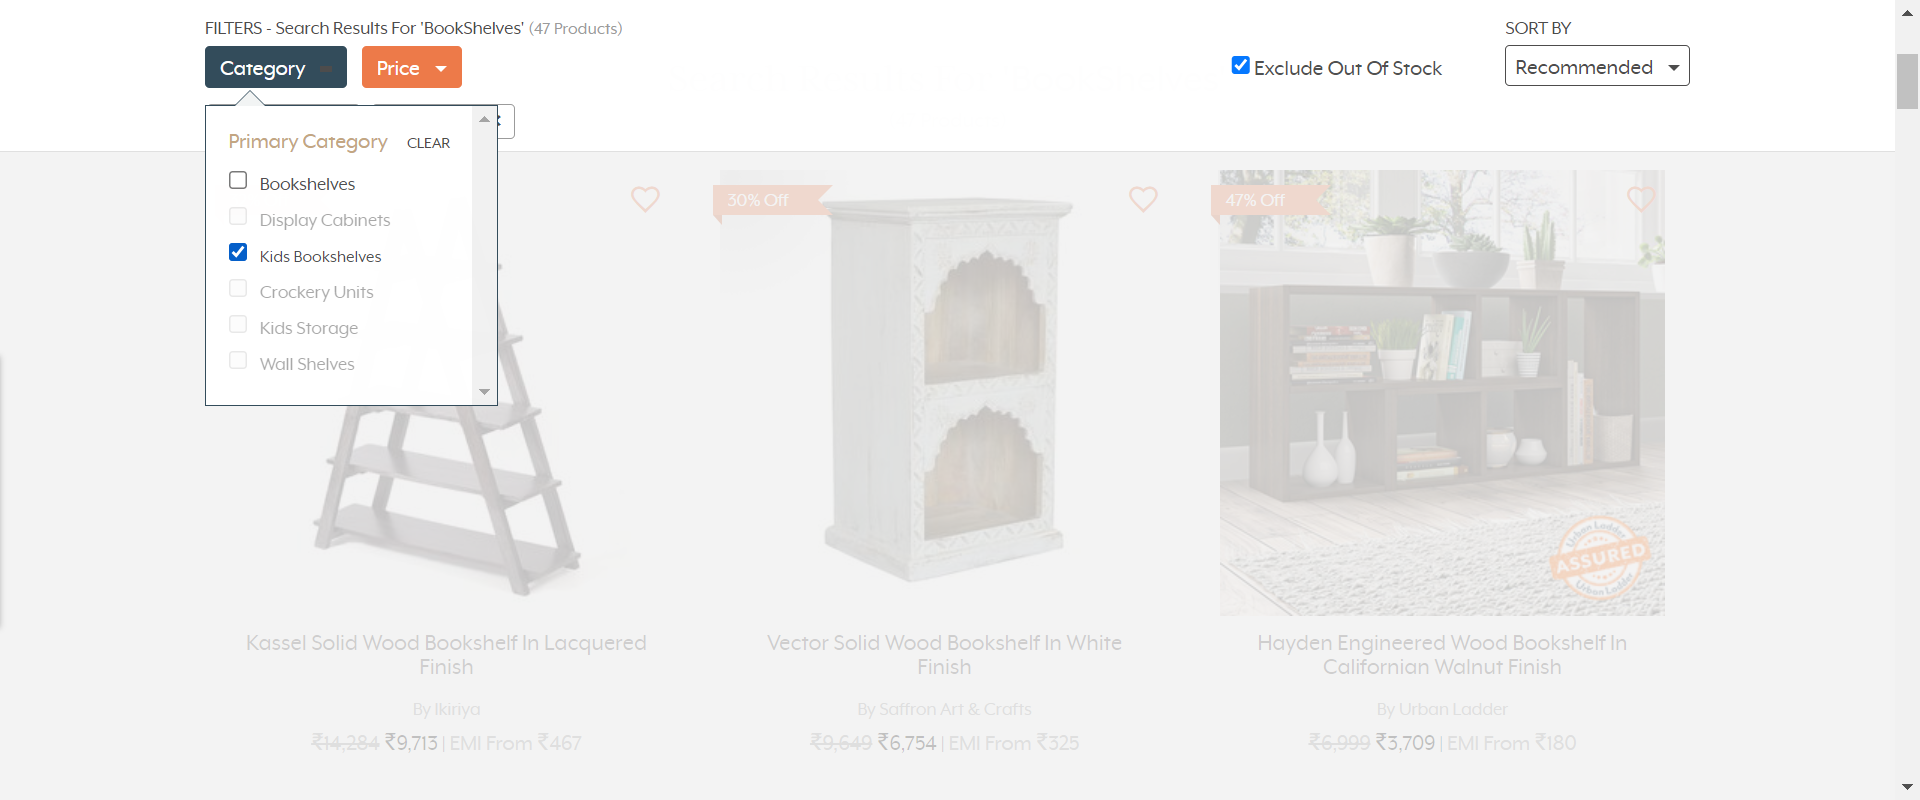 FILTERS - Search Results For 'BookShelves' (47 Products)
SORT BY
Category
Price
Exclude Out Of Stock
Recommended
Primary Category CLEAR
Bookshelves
Display Cabinets
Kids Bookshelves
Crockery Units
Kids Storage
Wall Shelves
30% Off
47% Off
Urban Ladder
ASSURED
Urban Ladder
Kassel Solid Wood Bookshelf In Lacquered
Finish
By Ikiriya
₹14,284 ₹9,713 | EMI From ₹467
Vector Solid Wood Bookshelf In White
Finish
By Saffron Art & Crafts
₹9,649 ₹6,754 | EMI From ₹325
Hayden Engineered Wood Bookshelf In
Californian Walnut Finish
By Urban Ladder
₹6,999 ₹3,709 | EMI From ₹180